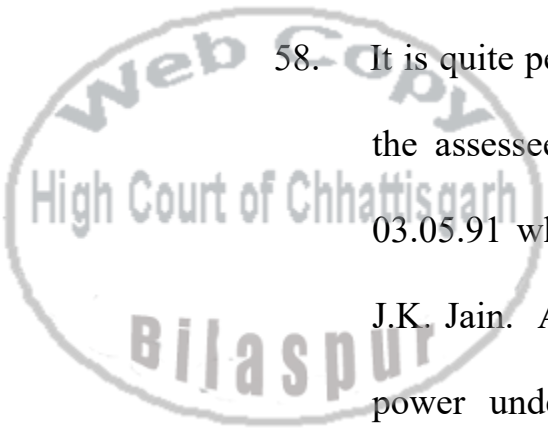 Web Copy
58. It is quite pe
the assessee
High Court of Chhattisgarh
03.05.91 wh
J.K. Jain. A
Bilaspur
power unde